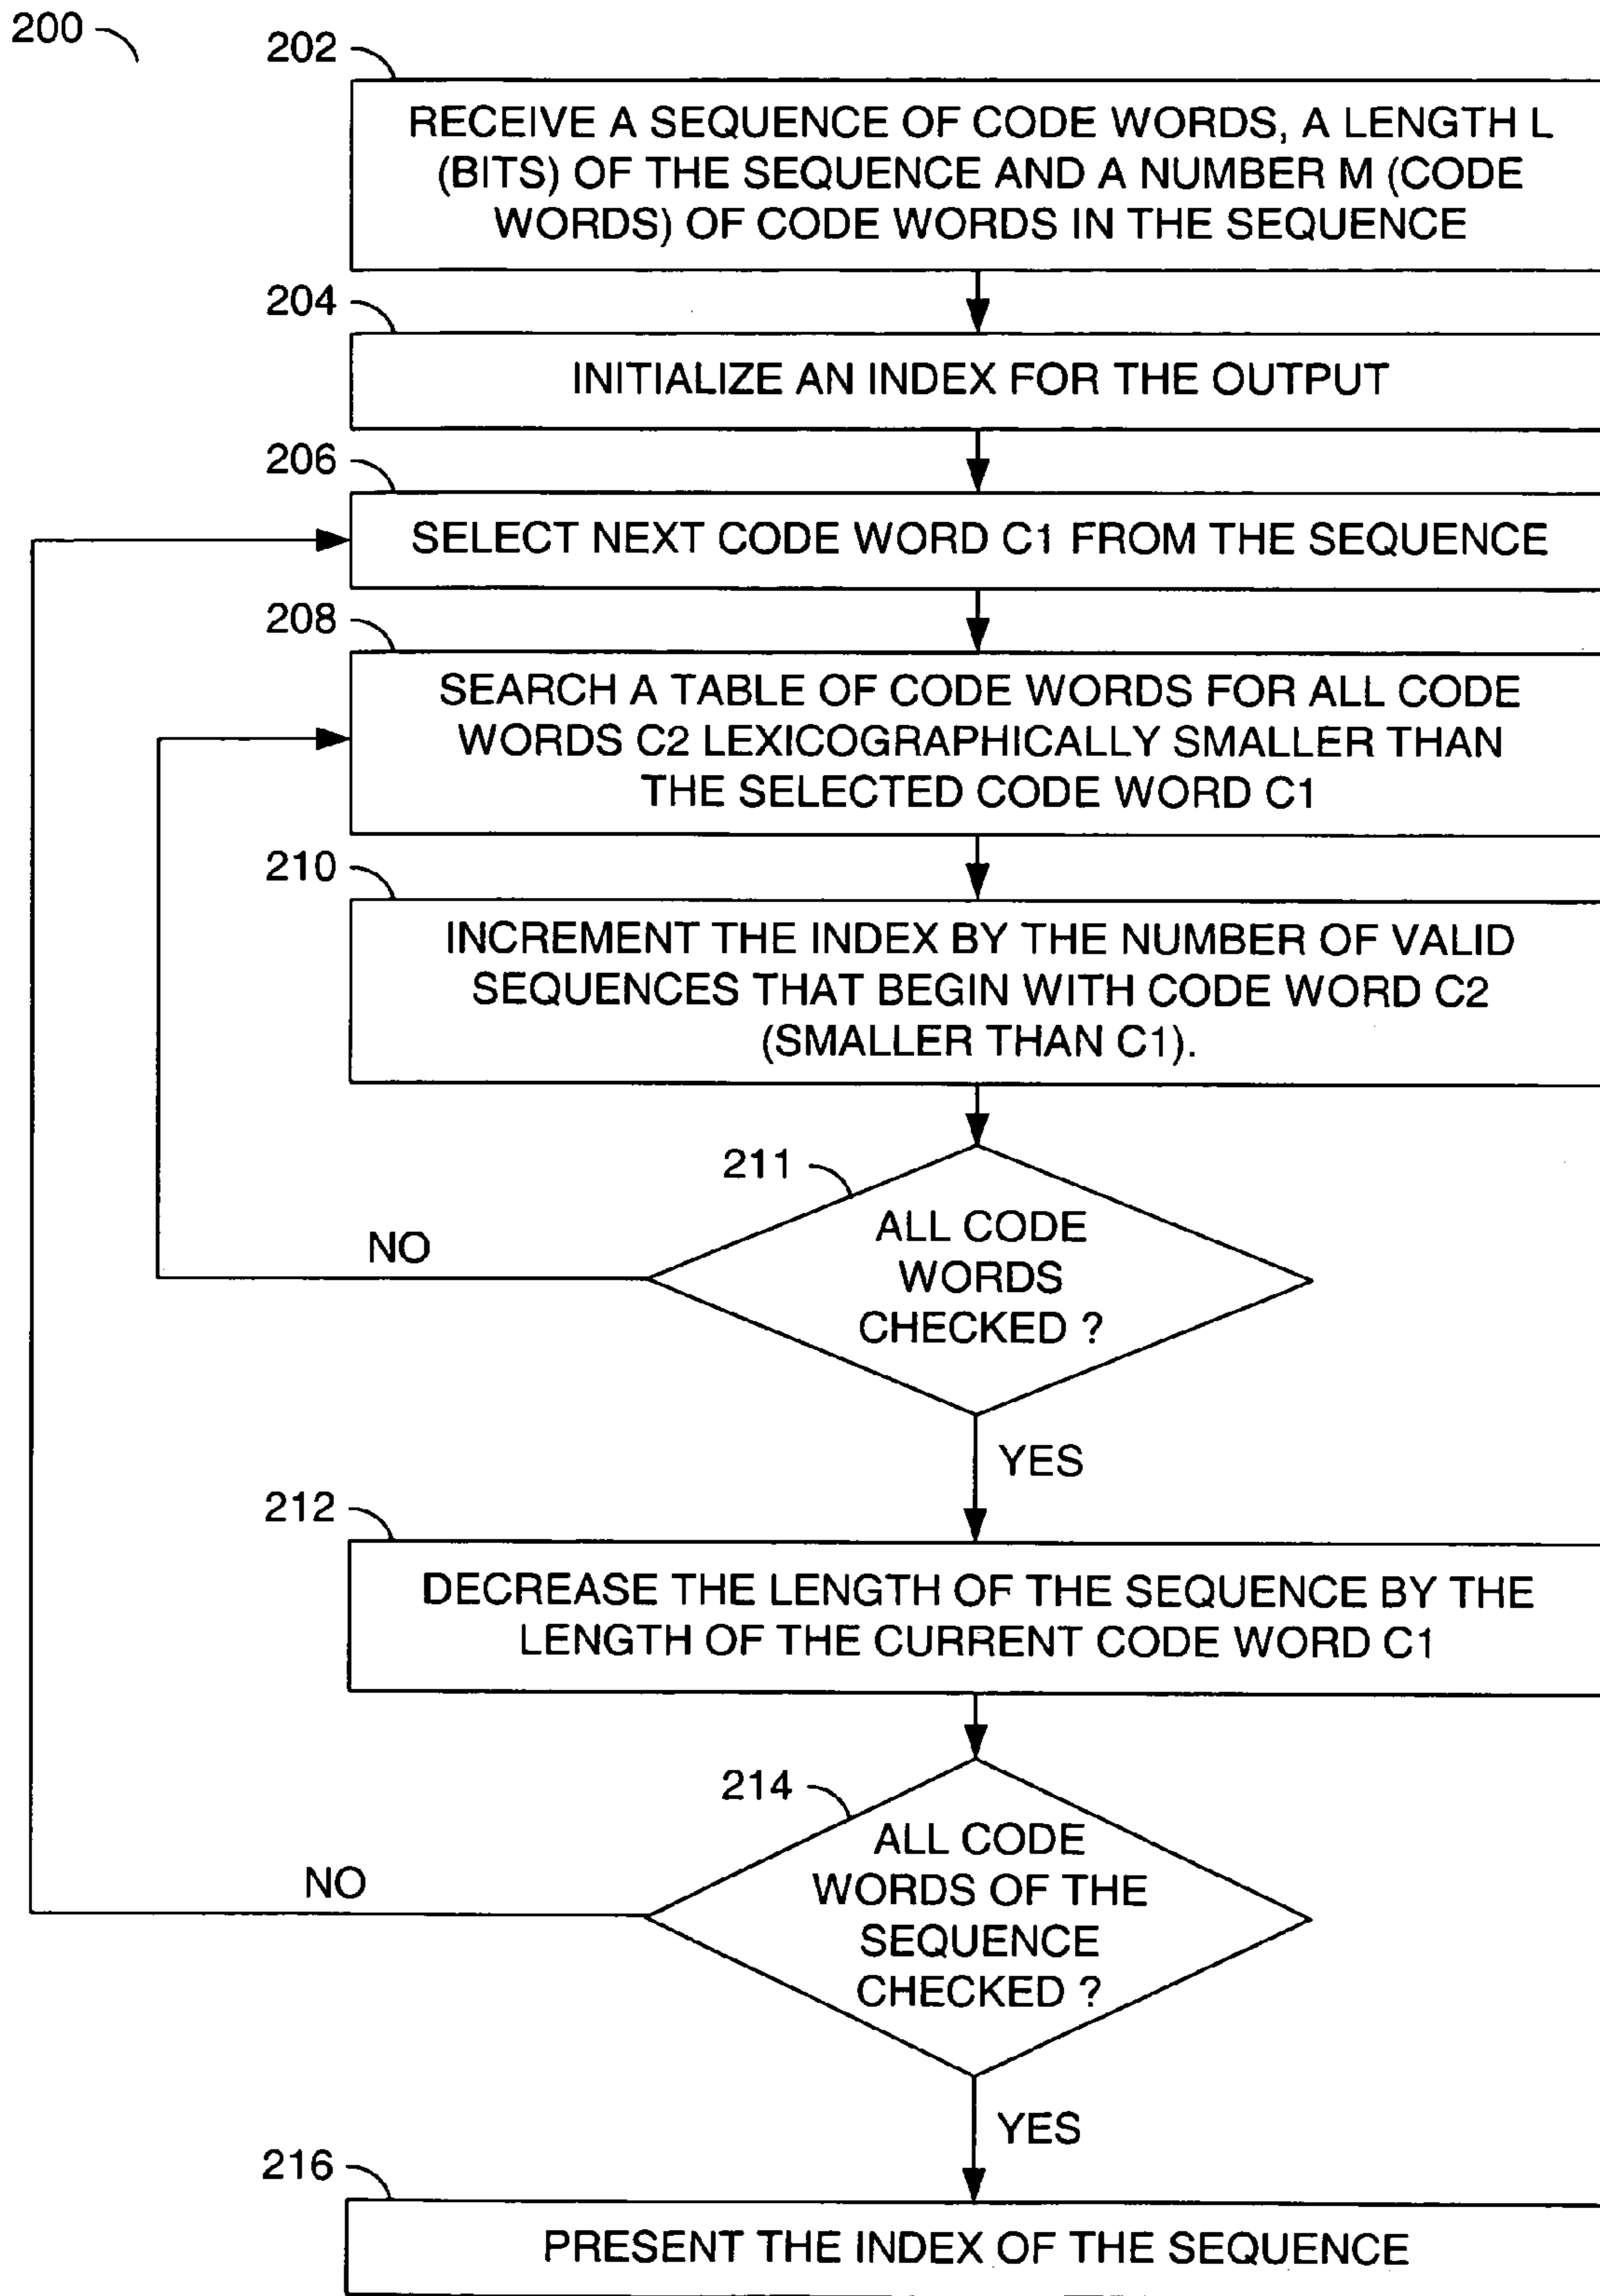 200
202
RECEIVE A SEQUENCE OF CODE WORDS, A LENGTH L
(BITS) OF THE SEQUENCE AND A NUMBER M (CODE
WORDS) OF CODE WORDS IN THE SEQUENCE
204
INITIALIZE AN INDEX FOR THE OUTPUT
206
SELECT NEXT CODE WORD C1 FROM THE SEQUENCE
208
SEARCH A TABLE OF CODE WORDS FOR ALL CODE
WORDS C2 LEXICOGRAPHICALLY SMALLER THAN
THE SELECTED CODE WORD C1
210
INCREMENT THE INDEX BY THE NUMBER OF VALID
SEQUENCES THAT BEGIN WITH CODE WORD C2
(SMALLER THAN C1).
211
ALL CODE
WORDS
CHECKED ?
NO
YES
212
DECREASE THE LENGTH OF THE SEQUENCE BY THE
LENGTH OF THE CURRENT CODE WORD C1
214
ALL CODE
WORDS OF THE
SEQUENCE
CHECKED ?
NO
YES
216
PRESENT THE INDEX OF THE SEQUENCE